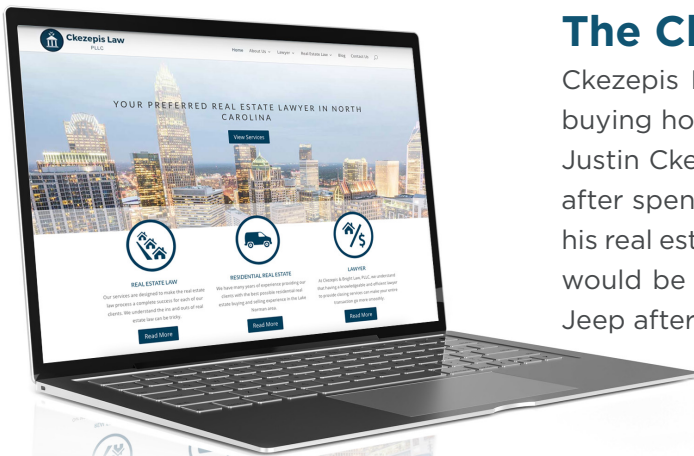 Ckezepis Law
PLLC
Home About Us Lawyer Real Estate Law Blog Contact Us
YOUR PREFERRED REAL ESTATE LAWYER IN NORTH
CAROLINA
View Services
REAL ESTATE LAW
Our services are designed to make the real estate
law process a complete success for each of our
clients. We understand the ins and outs of real
estate law can be tricky.
Read More
RESIDENTIAL REAL ESTATE
We have many years of experience providing our
clients with the best possible residential real
estate buying and selling experience in the Lake
Norman area.
Read More
LAWYER
At Ckezepis & Bright Law, PLLC, we understand
that having a knowledgeable and efficient lawyer
to provide closing services can make your entire
transaction go more smoothly.
Read More
The C
Ckezepis
buying ho
Justin Cke
after spen
his real est
would be
Jeep after